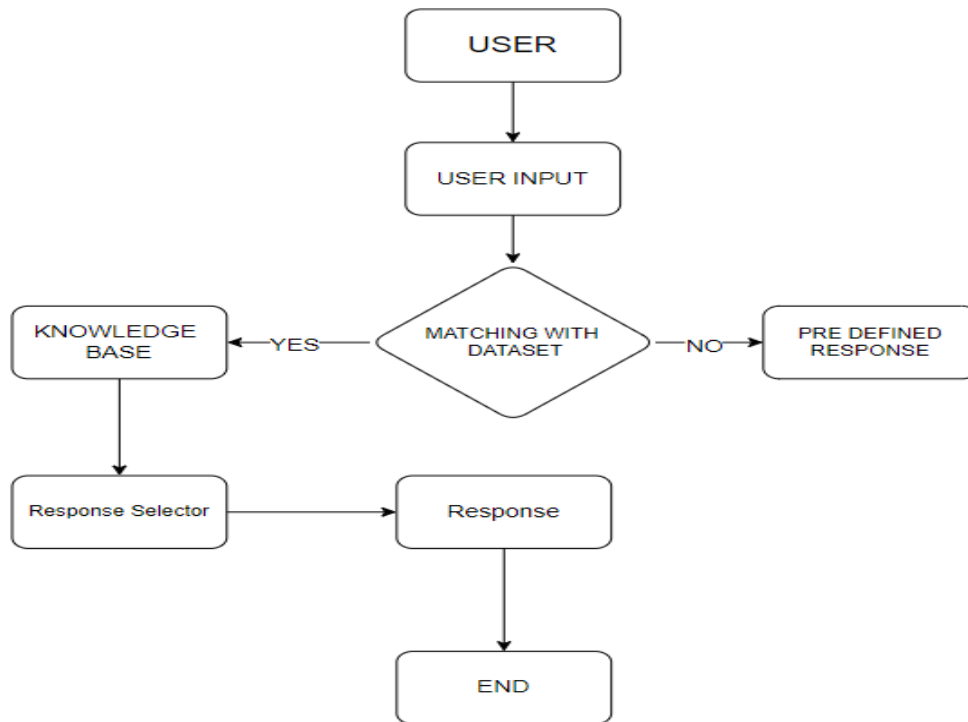 USER
USER INPUT
MATCHING WITH
DATASET
KNOWLEDGE
BASE
YES
NO
PRE DEFINED
RESPONSE
Response Selector
Response
END